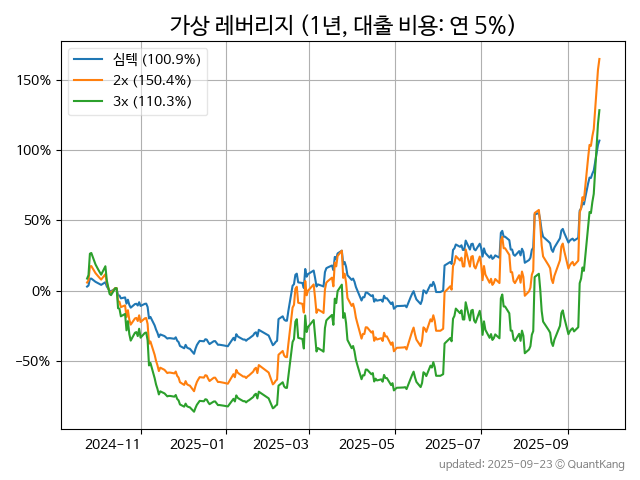 가상 레버리지 (1년, 대출 비용: 연 5%)
심텍 (100.9%)
2x (150.4%)
3x (110.3%)
150%
100%
50%
0%
−50%
2024-11
2025-01
2025-03
2025-05
2025-07
2025-09
updated: 2025-09-23 © QuantKang